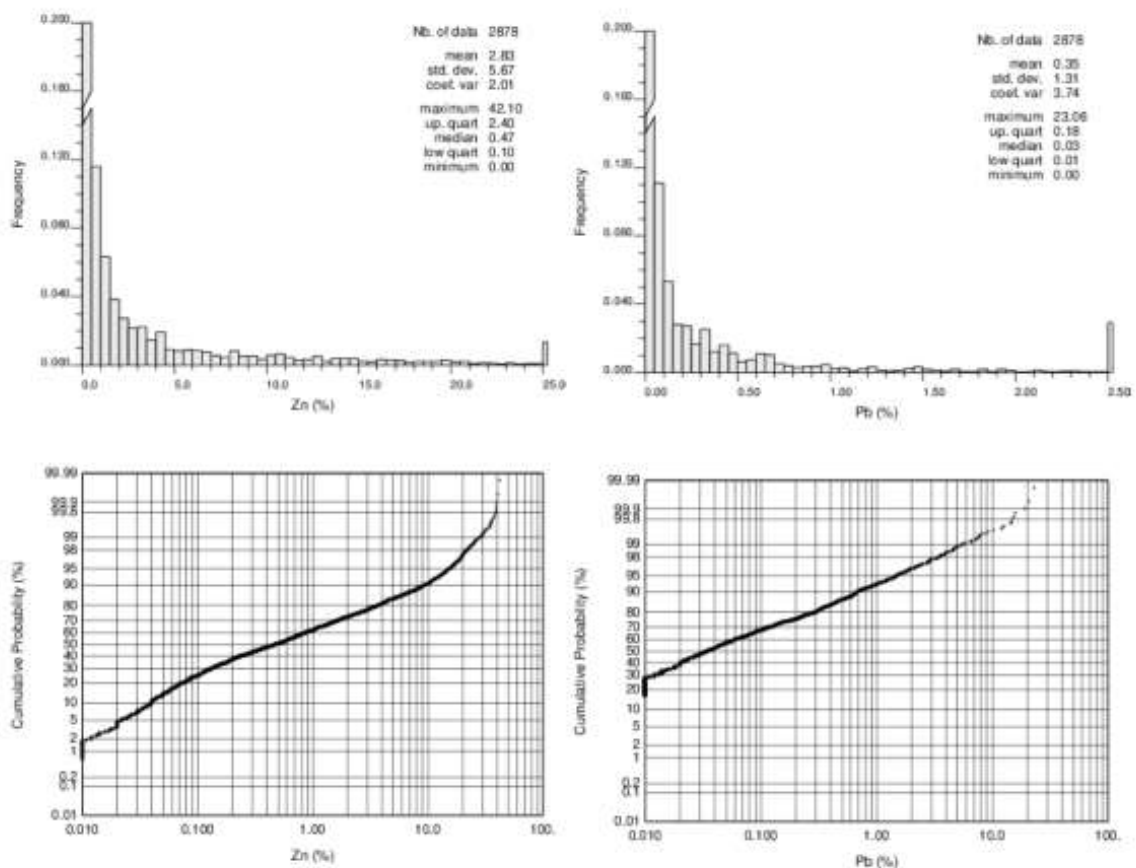 Nb. of data 2878
mean 2.83
std. dev. 5.67
coef. var 2.01
maximum 42.10
up. quart 2.40
median 0.47
low quart 0.10
minimum 0.00
Frequency
0.200
0.160
0.120
0.080
0.040
0.000
0.0 5.0 10.0 15.0 20.0 25.0
Zn (%)
Nb. of data 2878
mean 0.35
std. dev. 1.31
coef. var 3.74
maximum 23.06
up. quart 0.18
median 0.03
low quart 0.01
minimum 0.00
Frequency
0.200
0.160
0.120
0.080
0.040
0.000
0.00 0.50 1.00 1.50 2.00 2.50
Pb (%)
Cumulative Probability (%)
99.99
99.9
99.8
99
98
95
90
80
70
60
50
40
30
20
10
5
2
1
0.2
0.1
0.01
0.010 0.100 1.00 10.0 100.
Zn (%)
Cumulative Probability (%)
99.99
99.9
99.8
99
98
95
90
80
70
60
50
40
30
20
10
5
2
1
0.2
0.1
0.01
0.010 0.100 1.00 10.0 100.
Pb (%)